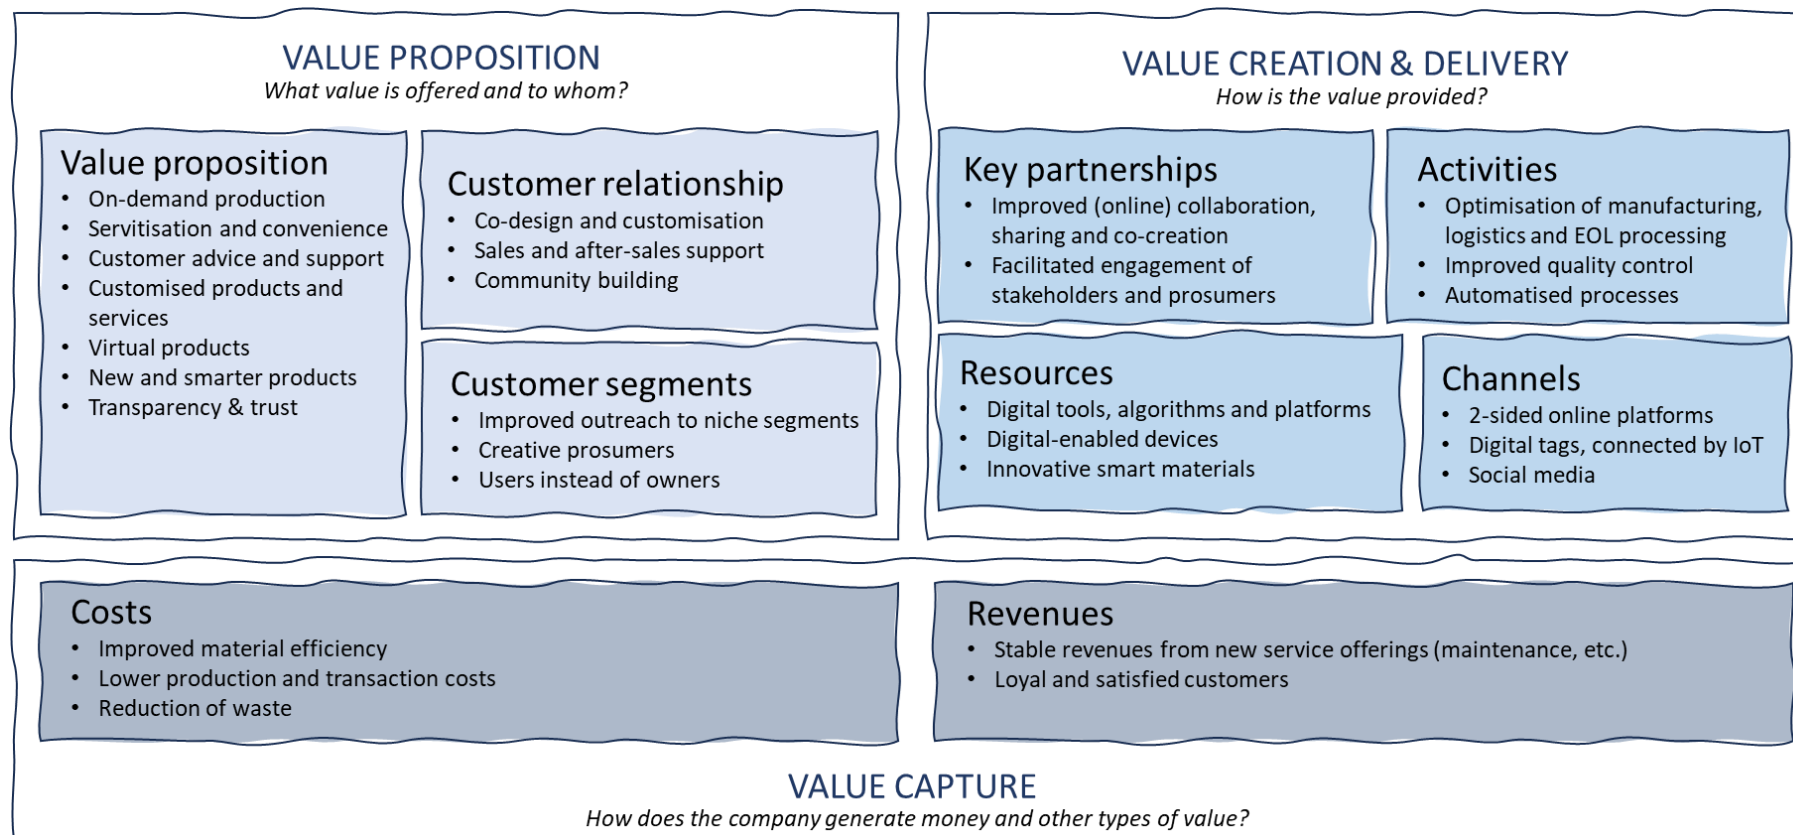 VALUE PROPOSITION
What value is offered and to whom?
Value proposition
• On-demand production
• Servitisation and convenience
• Customer advice and support
• Customised products and
services
• Virtual products
• New and smarter products
• Transparency & trust
Customer relationship
• Co-design and customisation
• Sales and after-sales support
• Community building
Customer segments
• Improved outreach to niche segments
• Creative prosumers
• Users instead of owners
VALUE CREATION & DELIVERY
How is the value provided?
Key partnerships
• Improved (online) collaboration,
sharing and co-creation
• Facilitated engagement of
stakeholders and prosumers
Activities
• Optimisation of manufacturing,
logistics and EOL processing
• Improved quality control
• Automatised processes
Resources
• Digital tools, algorithms and platforms
• Digital-enabled devices
• Innovative smart materials
Channels
• 2-sided online platforms
• Digital tags, connected by IoT
• Social media
Costs
• Improved material efficiency
• Lower production and transaction costs
• Reduction of waste
Revenues
• Stable revenues from new service offerings (maintenance, etc.)
• Loyal and satisfied customers
VALUE CAPTURE
How does the company generate money and other types of value?